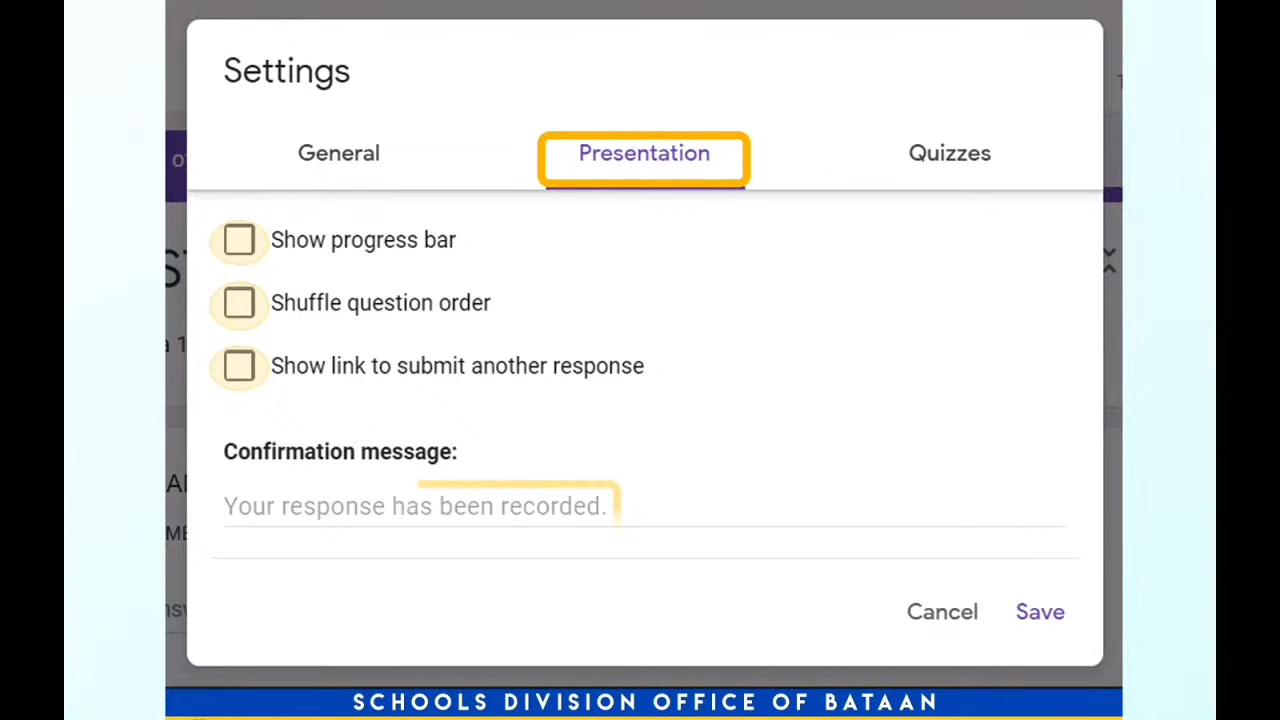 Settings
General Presentation Quizzes
Show progress bar
Shuffle question order
Show link to submit another response
Confirmation message:
Your response has been recorded.
Cancel Save
SCHOOLS DIVISION OFFICE OF BATAAN